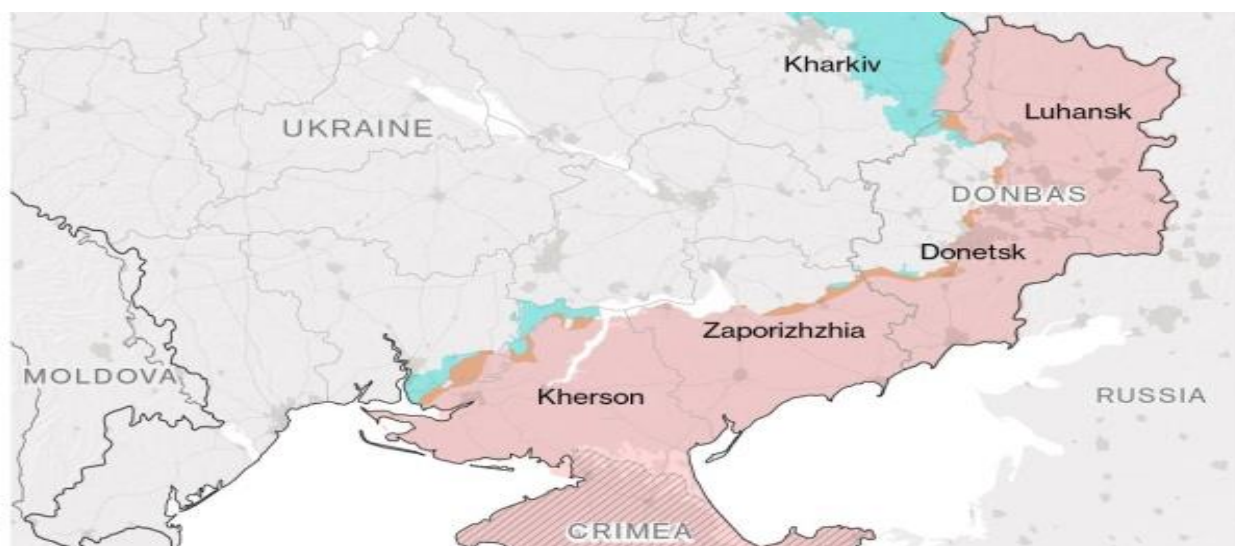 Kharkiv
Luhansk
UKRAINE
DONBAS
Donetsk
Zaporizhzhia
MOLDOVA
Kherson
RUSSIA
CRIMEA